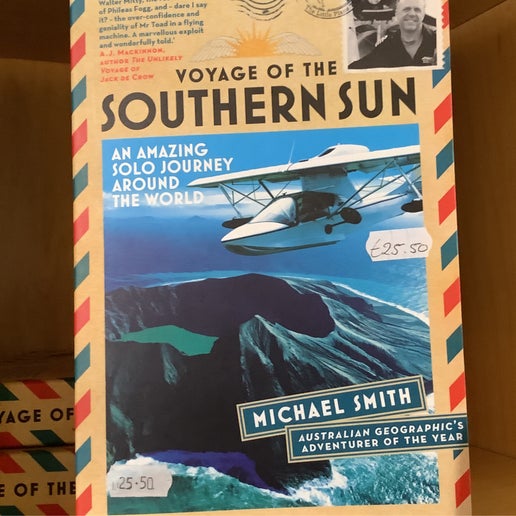 Walter Mitty, the
of Phileas Fogg, and – dare I say
it? – the over-confidence and
geniality of Mr Toad in a flying
machine. A marvellous exploit
and wonderfully told.'
A.J. MACKINNON,
AUTHOR THE UNLIKELY
VOYAGE OF
JACK DE CROW
VOYAGE OF THE
SOUTHERN SUN
AN AMAZING
SOLO JOURNEY
AROUND
THE WORLD
£25.50
MICHAEL SMITH
AUSTRALIAN GEOGRAPHIC'S
ADVENTURER OF THE YEAR
25.50
YAGE OF
E OF THE